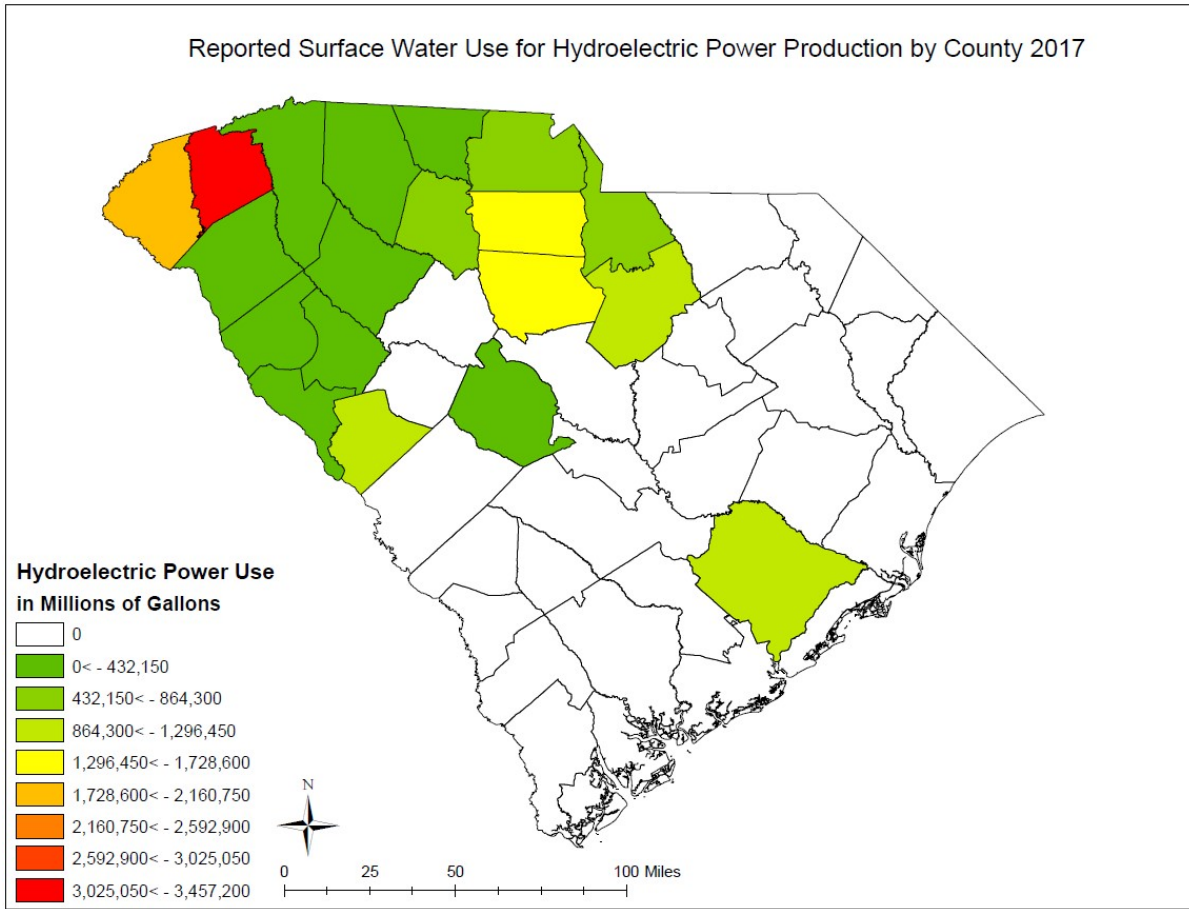 Reported Surface Water Use for Hydroelectric Power Production by County 2017
Hydroelectric Power Use
in Millions of Gallons
0
0< - 432,150
432,150< - 864,300
864,300< - 1,296,450
1,296,450< - 1,728,600
1,728,600< - 2,160,750
2,160,750< - 2,592,900
2,592,900< - 3,025,050
3,025,050< - 3,457,200
N
0 25 50 100 Miles